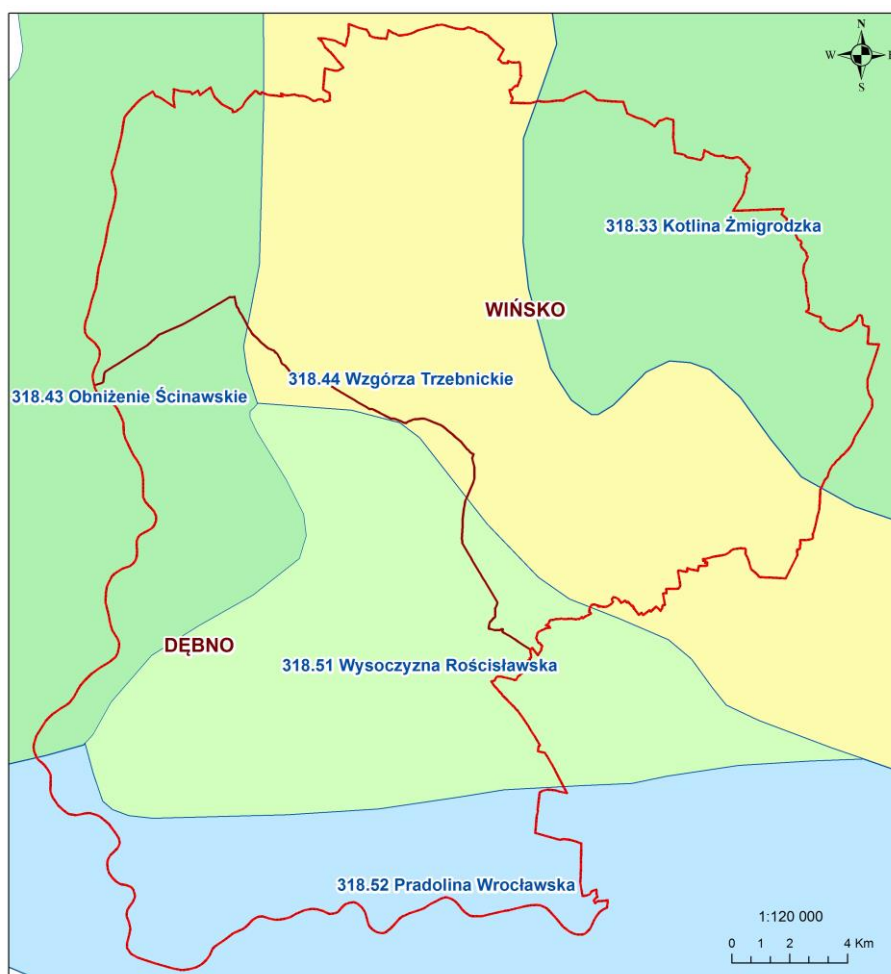 N
W E
S
318.33 Kotlina Żmigrodzka
WIŃSKO
318.44 Wzgórza Trzebnickie
318.43 Obniżenie Ścinawskie
DĘBNO
318.51 Wysoczyzna Rościsławska
318.52 Pradolina Wrocławska
1:120 000
0 1 2 4 Km